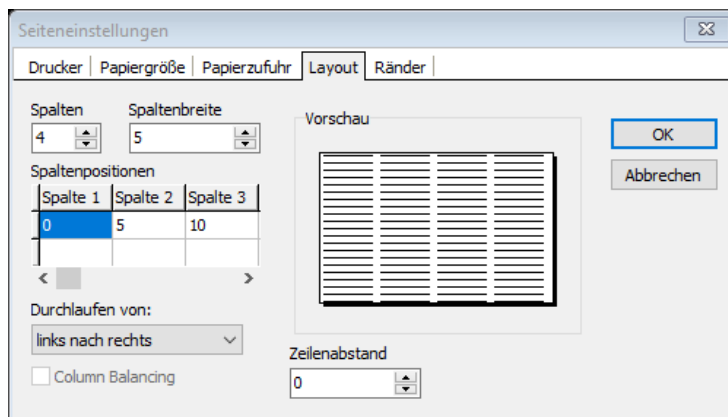 Seiteneinstellungen
Drucker Papiergröße Papierzufuhr Layout Ränder
Spalten Spaltenbreite
4 5
Spaltenpositionen
Spalte 1 Spalte 2 Spalte 3
0 5 10
Durchlaufen von:
links nach rechts
Column Balancing
Vorschau
Zeilenabstand
0
OK
Abbrechen